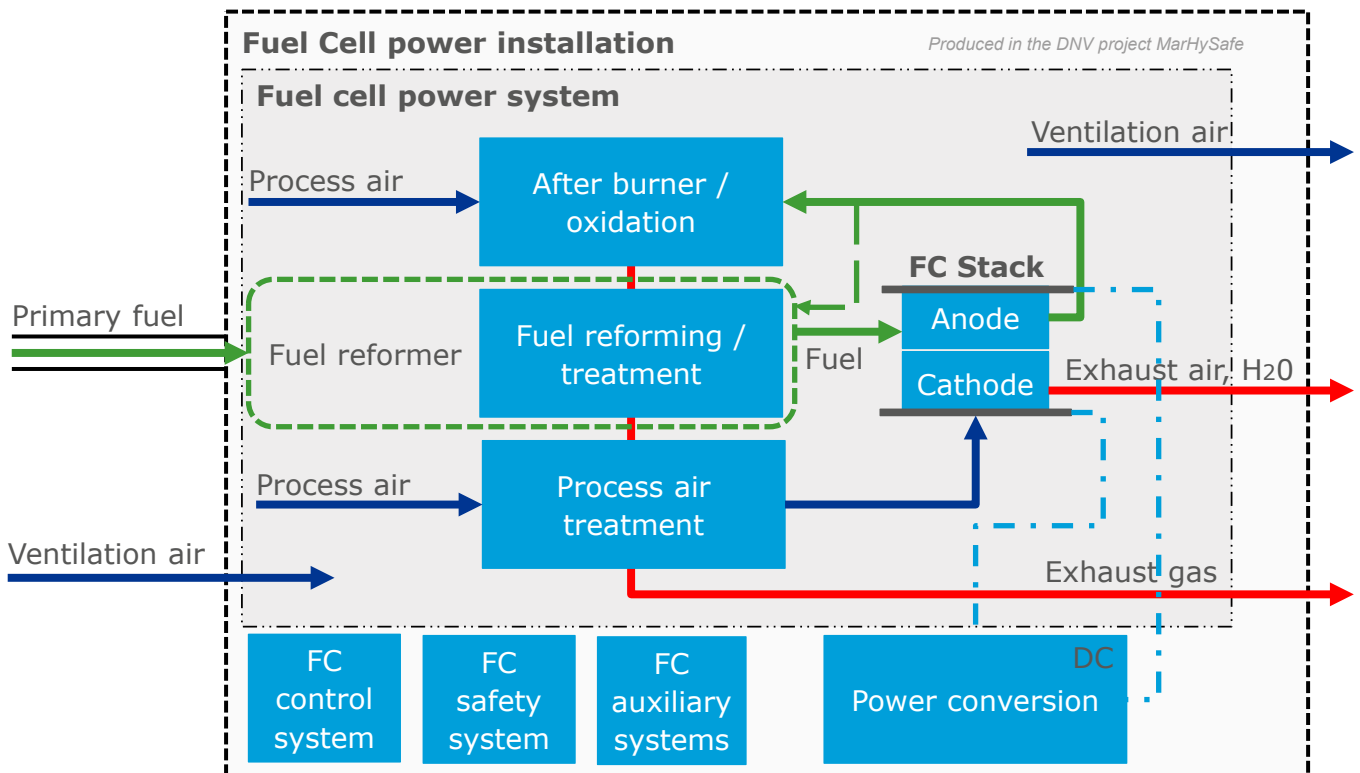 Fuel Cell power installation
Produced in the DNV project MarHySafe
Fuel cell power system
Ventilation air
Process air
After burner /
oxidation
FC Stack
Primary fuel
Fuel reformer
Fuel reforming /
treatment
Fuel
Anode
Cathode
Exhaust air, H20
Process air
Process air
treatment
Ventilation air
Exhaust gas
FC
control
system
FC
safety
system
FC
auxiliary
systems
DC
Power conversion